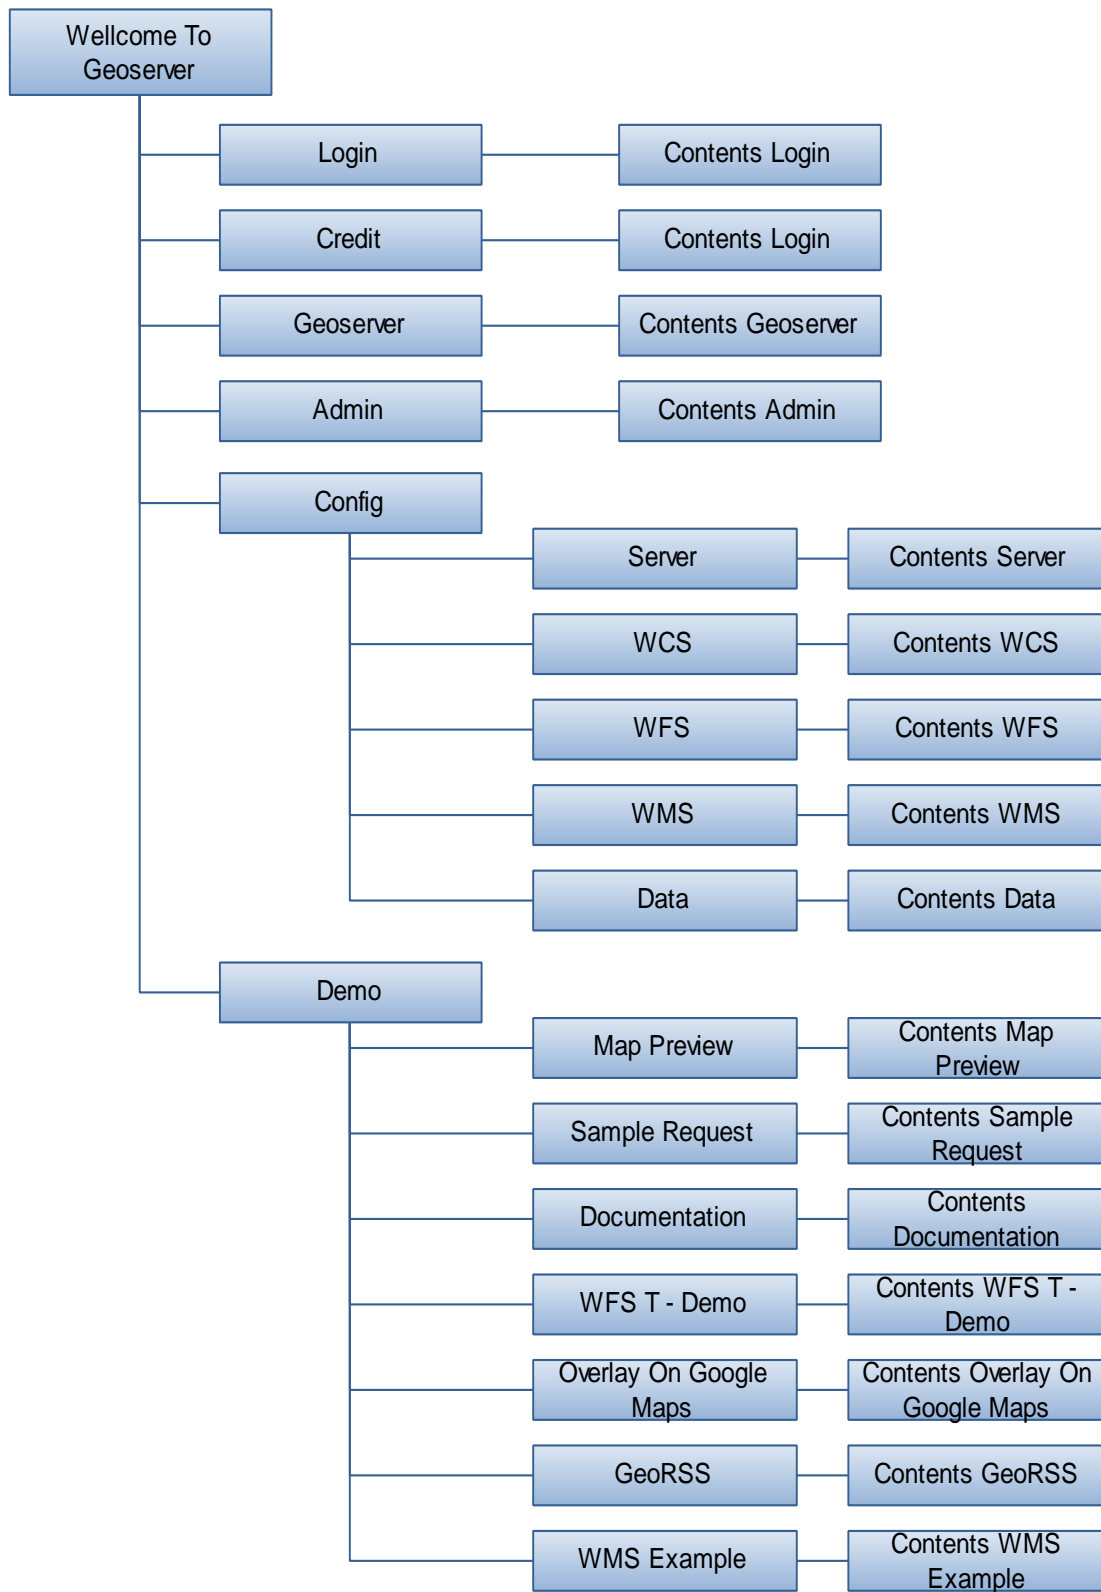 Wellcome To
Geoserver
Login
Contents Login
Credit
Contents Login
Geoserver
Contents Geoserver
Admin
Contents Admin
Config
Server
Contents Server
WCS
Contents WCS
WFS
Contents WFS
WMS
Contents WMS
Data
Contents Data
Demo
Map Preview
Contents Map
Preview
Sample Request
Contents Sample
Request
Documentation
Contents
Documentation
WFS T - Demo
Contents WFS T -
Demo
Overlay On Google
Maps
Contents Overlay On
Google Maps
GeoRSS
Contents GeoRSS
WMS Example
Contents WMS
Example